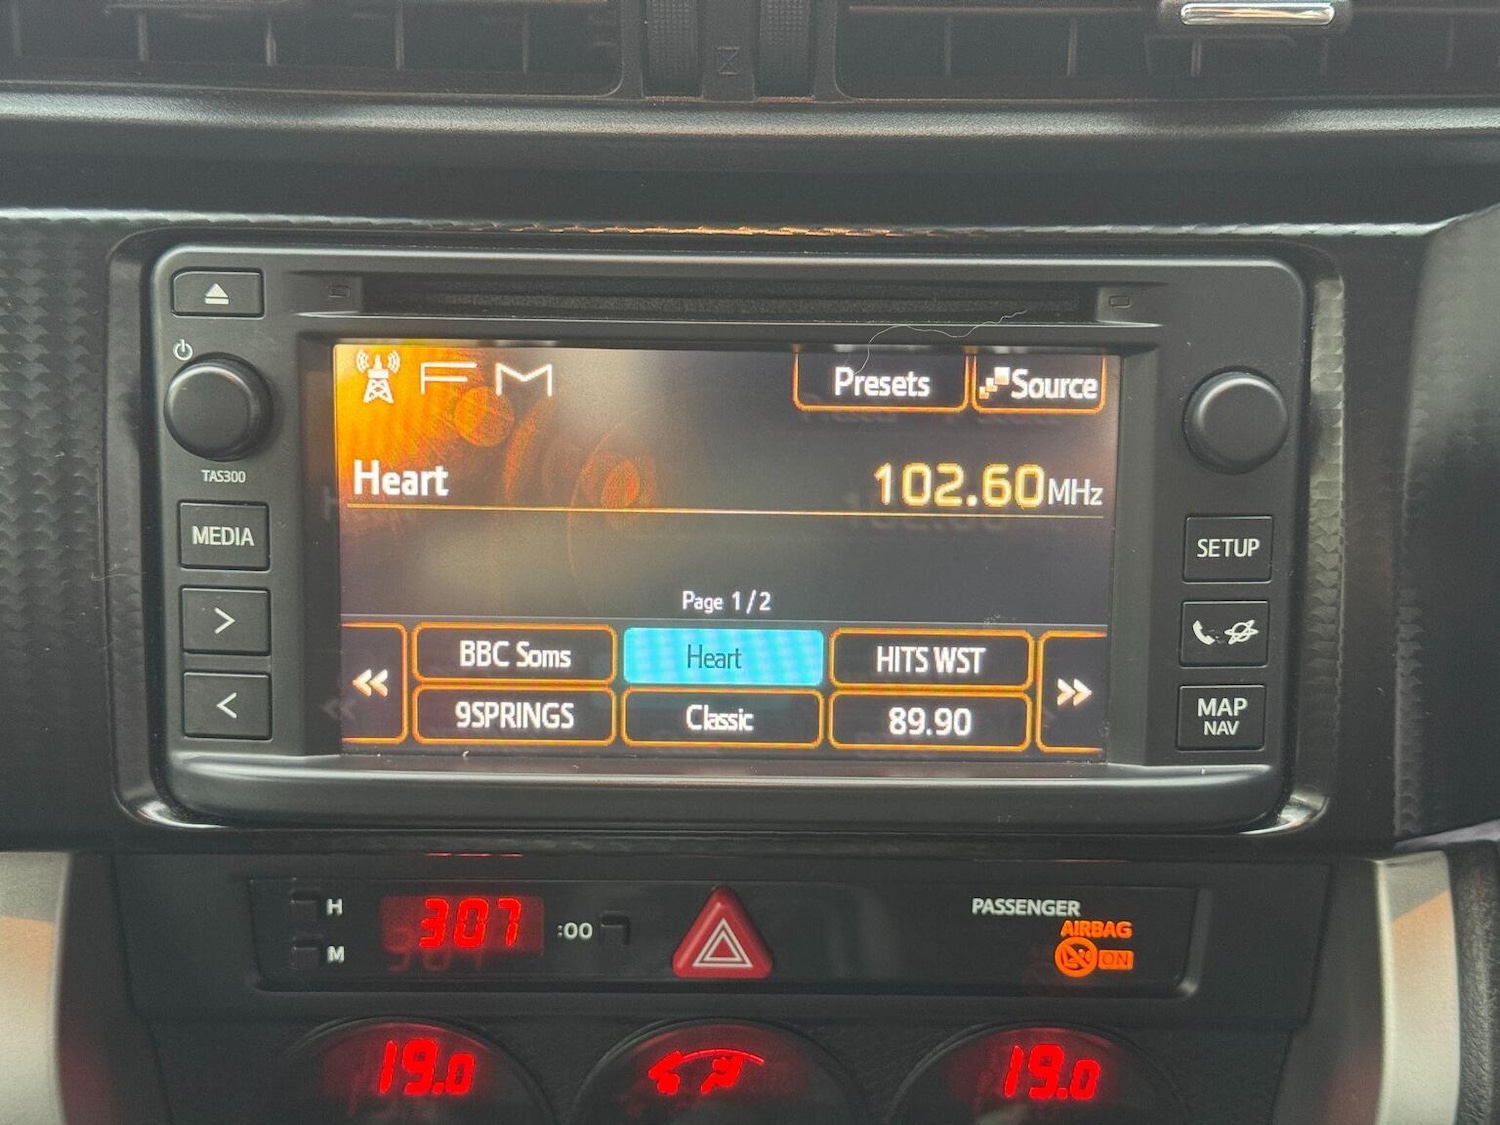 FM
Presets
Source
TAS300
Heart
102.60MHz
MEDIA
SETUP
Page 1/2
BBC Soms
Heart
HITS WST
9SPRINGS
Classic
89.90
MAP
NAV
H
307
:00
M
PASSENGER
AIRBAG
ON
19.0
19.0